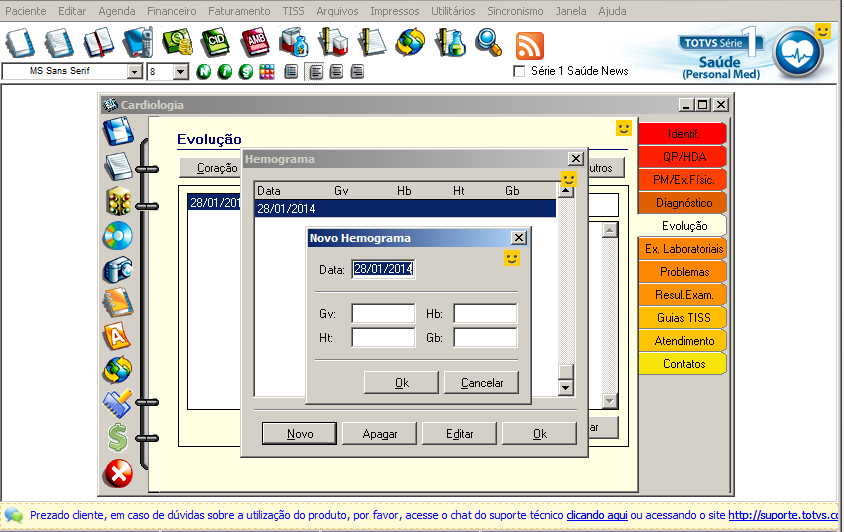 Paciente Editar Agenda Financeiro Faturamento TISS Arquivos Impressos Utilitários Sincronismo Janela Ajuda
CID
AMB
TOTVS Série 1
Saúde
(Personal Med)
MS Sans Serif
8
N
I
S
Série 1 Saúde News
Cardiologia
Evolução
Coração
utros
28/01/201
ar
Hemograma
Data Gv Hb Ht Gb
28/01/2014
Novo Hemograma
Data: 28/01/2014
Gv: Hb:
Ht: Gb:
Ok Cancelar
Novo Apagar Editar Ok
Identif.
QP/HDA
PM/Ex.Físic.
Diagnóstico
Evolução
Ex. Laboratoriais
Problemas
Resul.Exam.
Guias TISS
Atendimento
Contatos
Prezado cliente, em caso de dúvidas sobre a utilização do produto, por favor, acesse o chat do suporte técnico clicando aqui ou acessando o site http://suporte.totvs.co